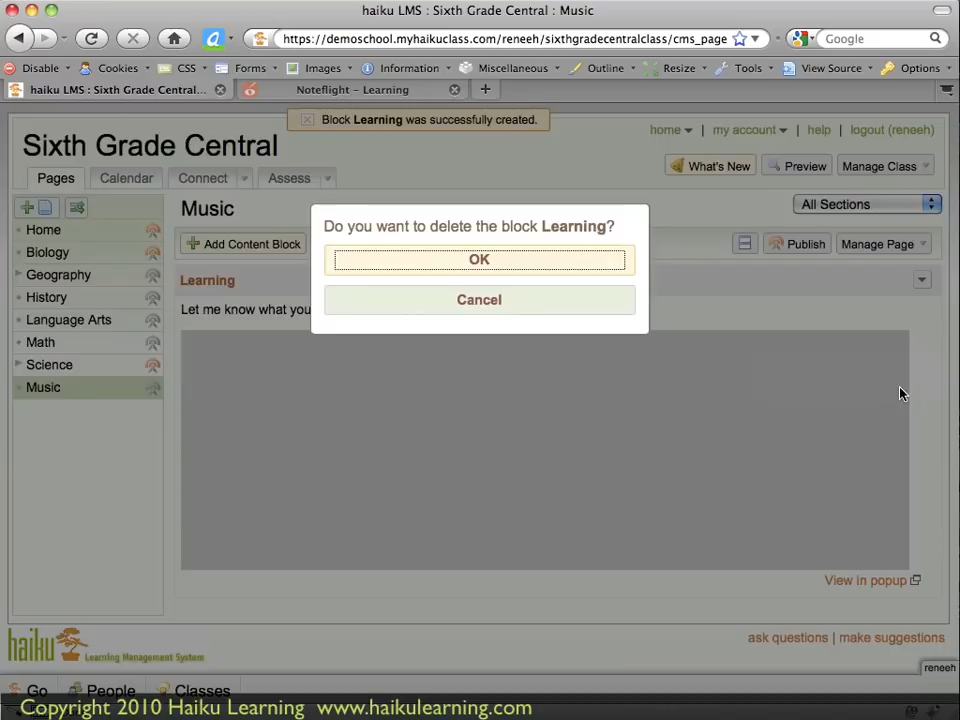 haiku LMS : Sixth Grade Central : Music
https://demoschool.myhaikuclass.com/reneeh/sixthgradecentralclass/cms_page
Google
Disable Cookies CSS Forms Images Information Miscellaneous Outline Resize Tools View Source Options
haiku LMS : Sixth Grade Central... Noteflight – Learning
Block Learning was successfully created.
home | my account | help | logout (reneeh)
Sixth Grade Central
What's New Preview Manage Class
Pages Calendar Connect Assess
Music
All Sections
Add Content Block Publish Manage Page
Home
Biology
Geography
History
Language Arts
Math
Science
Music
Do you want to delete the block Learning?
OK
Cancel
Learning
Let me know what you
View in popup
haiku Learning Management System
ask questions | make suggestions
reneeh
Go People Classes
Copyright 2010 Haiku Learning www.haikulearning.com